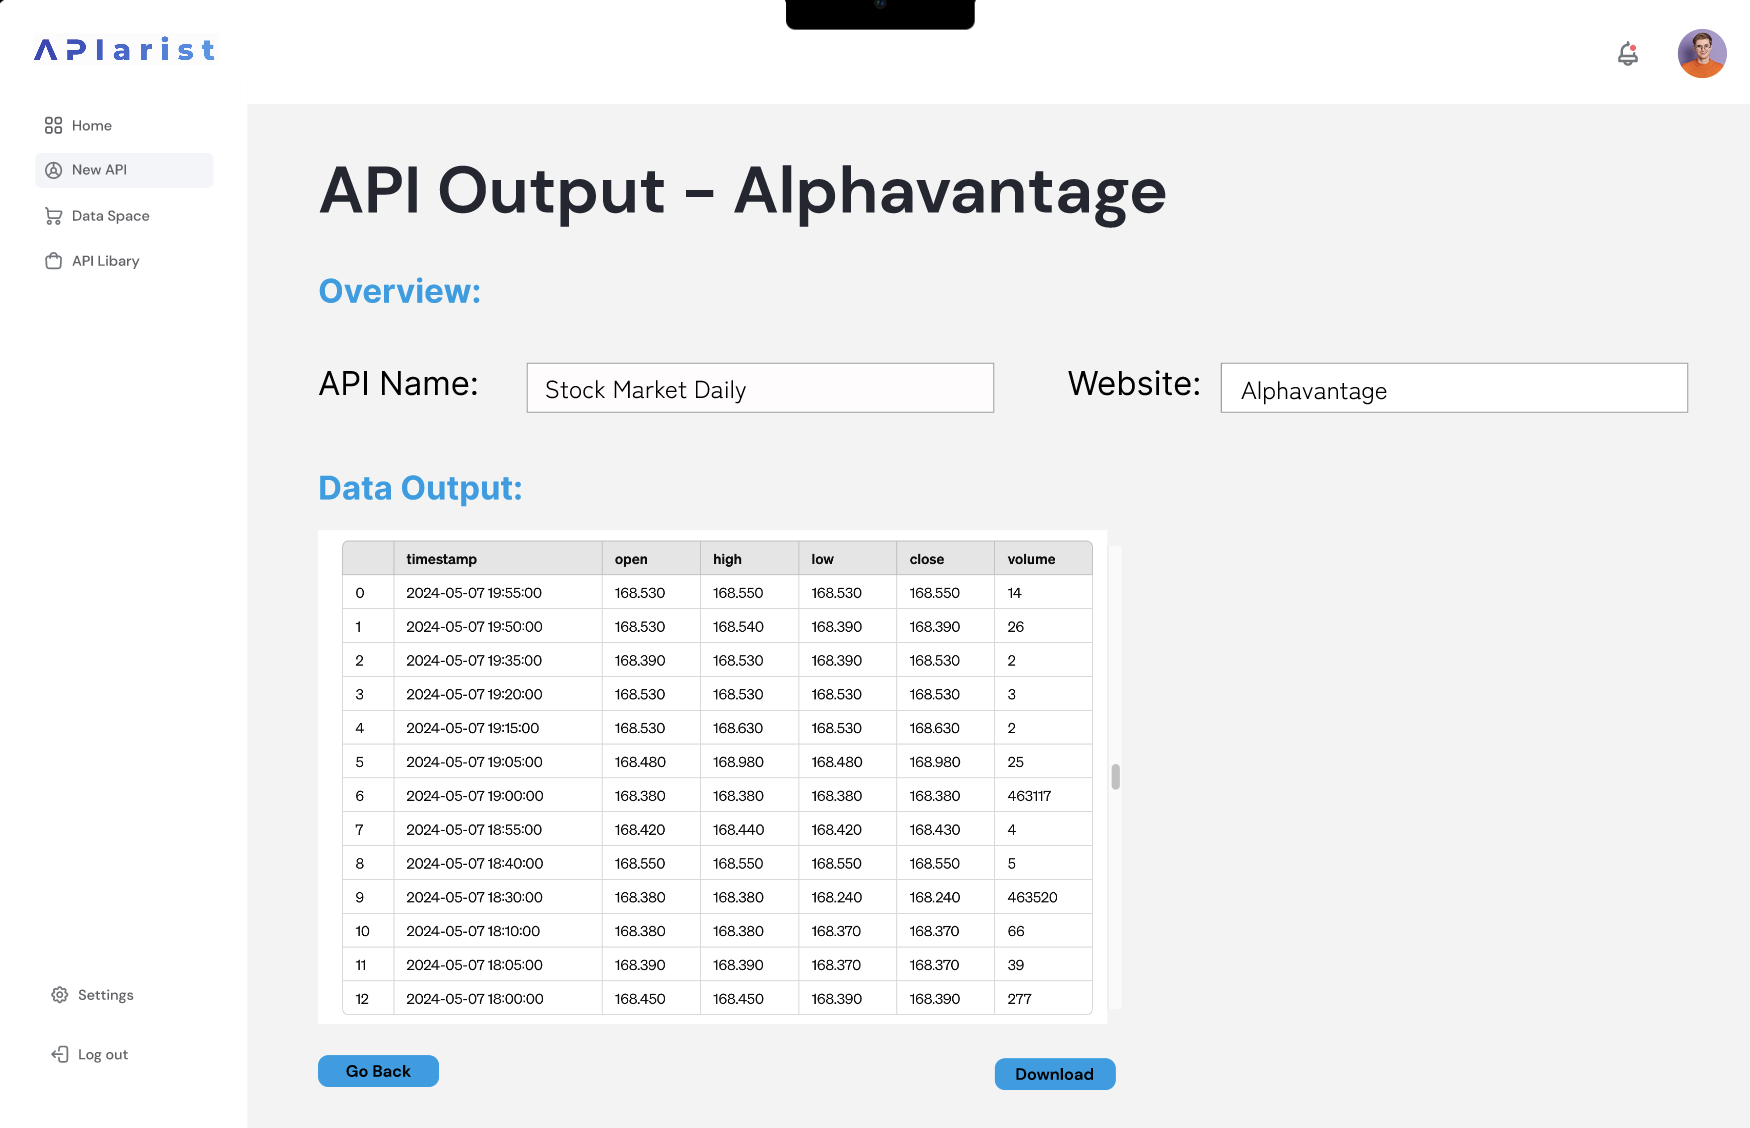 APIarist
Home
New API
Data Space
API Libary
Settings
Log out
API Output - Alphavantage
Overview:
API Name: Stock Market Daily Website: Alphavantage
Data Output:
timestamp open high low close volume
0 2024-05-07 19:55:00 168.530 168.550 168.530 168.550 14
1 2024-05-07 19:50:00 168.530 168.540 168.390 168.390 26
2 2024-05-07 19:35:00 168.390 168.530 168.390 168.530 2
3 2024-05-07 19:20:00 168.530 168.530 168.530 168.530 3
4 2024-05-07 19:15:00 168.530 168.630 168.530 168.630 2
5 2024-05-07 19:05:00 168.480 168.980 168.480 168.980 25
6 2024-05-07 19:00:00 168.380 168.380 168.380 168.380 463117
7 2024-05-07 18:55:00 168.420 168.440 168.420 168.430 4
8 2024-05-07 18:40:00 168.550 168.550 168.550 168.550 5
9 2024-05-07 18:30:00 168.380 168.380 168.240 168.240 463520
10 2024-05-07 18:10:00 168.380 168.380 168.370 168.370 66
11 2024-05-07 18:05:00 168.390 168.390 168.370 168.370 39
12 2024-05-07 18:00:00 168.450 168.450 168.390 168.390 277
Go Back
Download